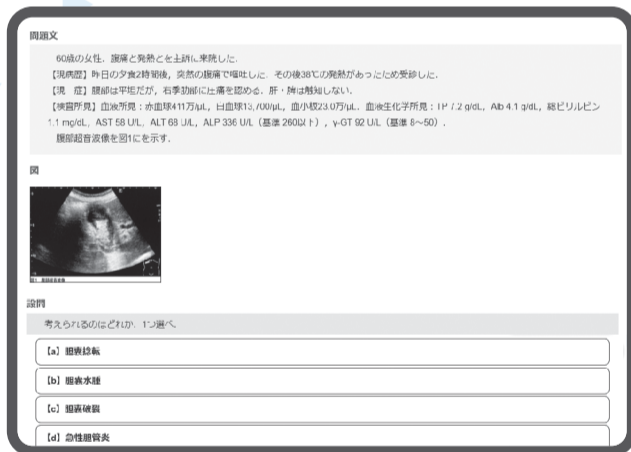 問題文
60歳の女性．腹痛と発熱とを主訴に来院した．
【現病歴】昨日の夕食2時間後，突然の腹痛で嘔吐した．その後38℃の発熱があったため受診した．
【現　症】腹部は平坦だが，右季肋部に圧痛を認める．肝・脾は触知しない．
【検査所見】血液所見：赤血球411万/μL，白血球13,700/μL，血小板23.0万/μL．血液生化学所見：TP 7.2 g/dL，Alb 4.1 g/dL，総ビリルビン
1.1 mg/dL，AST 58 U/L，ALT 68 U/L，ALP 336 U/L（基準 260以下），γ-GT 92 U/L（基準 8～50）．
腹部超音波像を図1にを示す．
図
図1　腹部超音波像
設問
考えられるのはどれか．1つ選べ．
【a】胆嚢捻転
【b】胆嚢水腫
【c】胆嚢破裂
【d】急性胆管炎